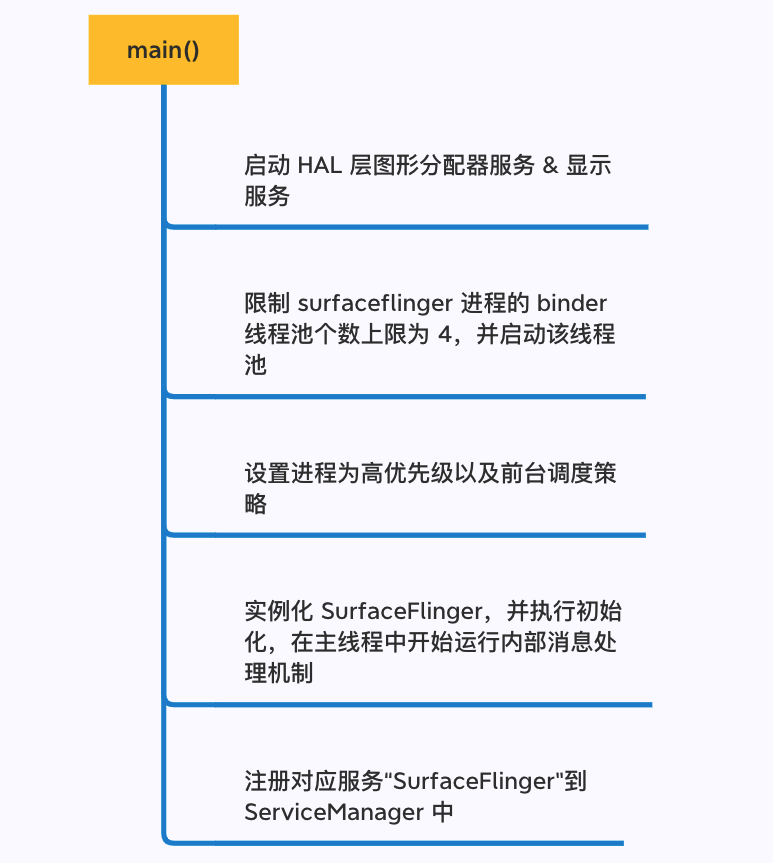 main()
启动 HAL 层图形分配器服务 & 显示
服务
限制 surfaceflinger 进程的 binder
线程池个数上限为 4，并启动该线程
池
设置进程为高优先级以及前台调度策
略
实例化 SurfaceFlinger，并执行初始
化，在主线程中开始运行内部消息处
理机制
注册对应服务“SurfaceFlinger"到
ServiceManager 中